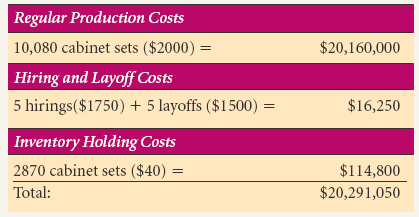 Regular Production Costs
10,080 cabinet sets ($2000) = $20,160,000
Hiring and Layoff Costs
5 hirings($1750) + 5 layoffs ($1500) = $16,250
Inventory Holding Costs
2870 cabinet sets ($40) = $114,800
Total: $20,291,050